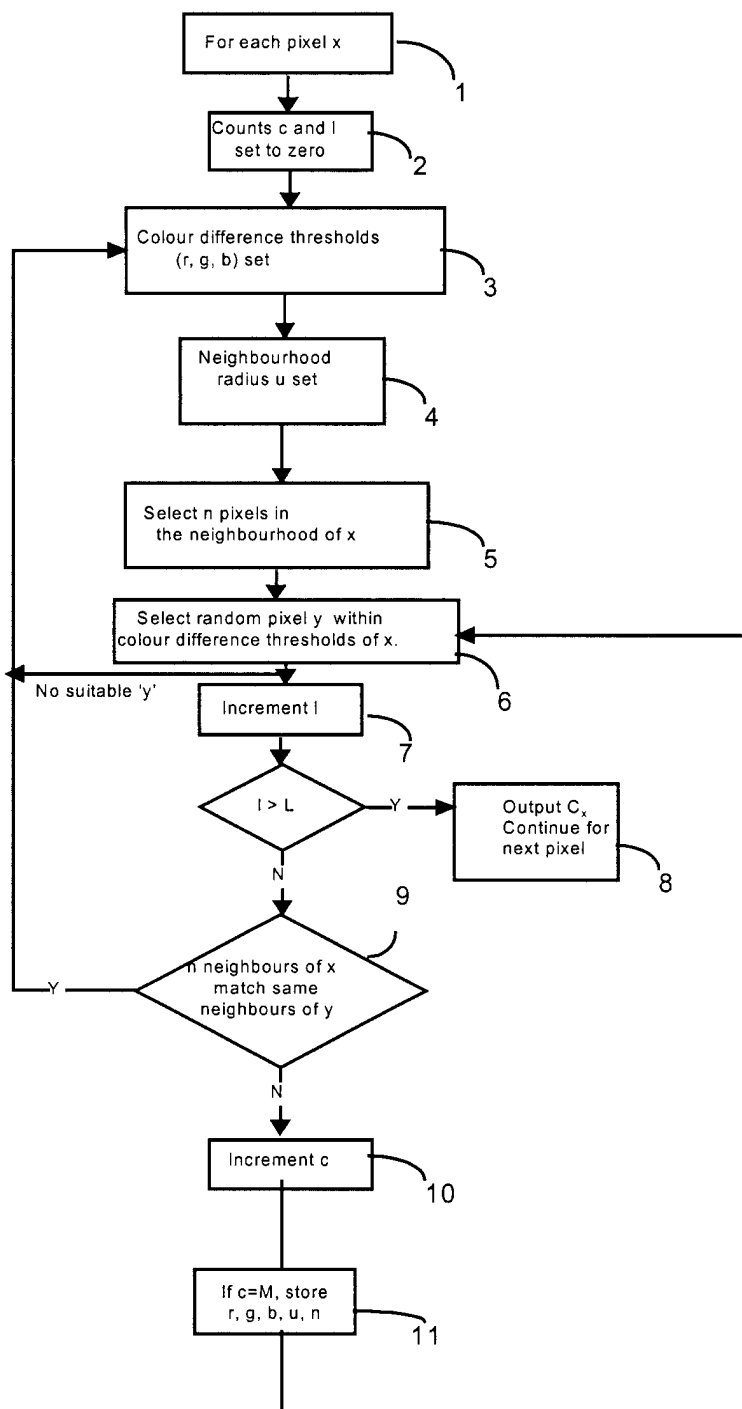 For each pixel x
1
Counts c and l
set to zero
2
Colour difference thresholds
(r, g, b) set
3
Neighbourhood
radius u set
4
Select n pixels in
the neighbourhood of x
5
Select random pixel y within
colour difference thresholds of x.
6
No suitable 'y'
Increment l
7
l > L
Y
Output Cₓ
Continue for
next pixel
8
N
9
n neighbours of x
match same
neighbours of y
Y
N
Increment c
10
If c=M, store
r, g, b, u, n
11